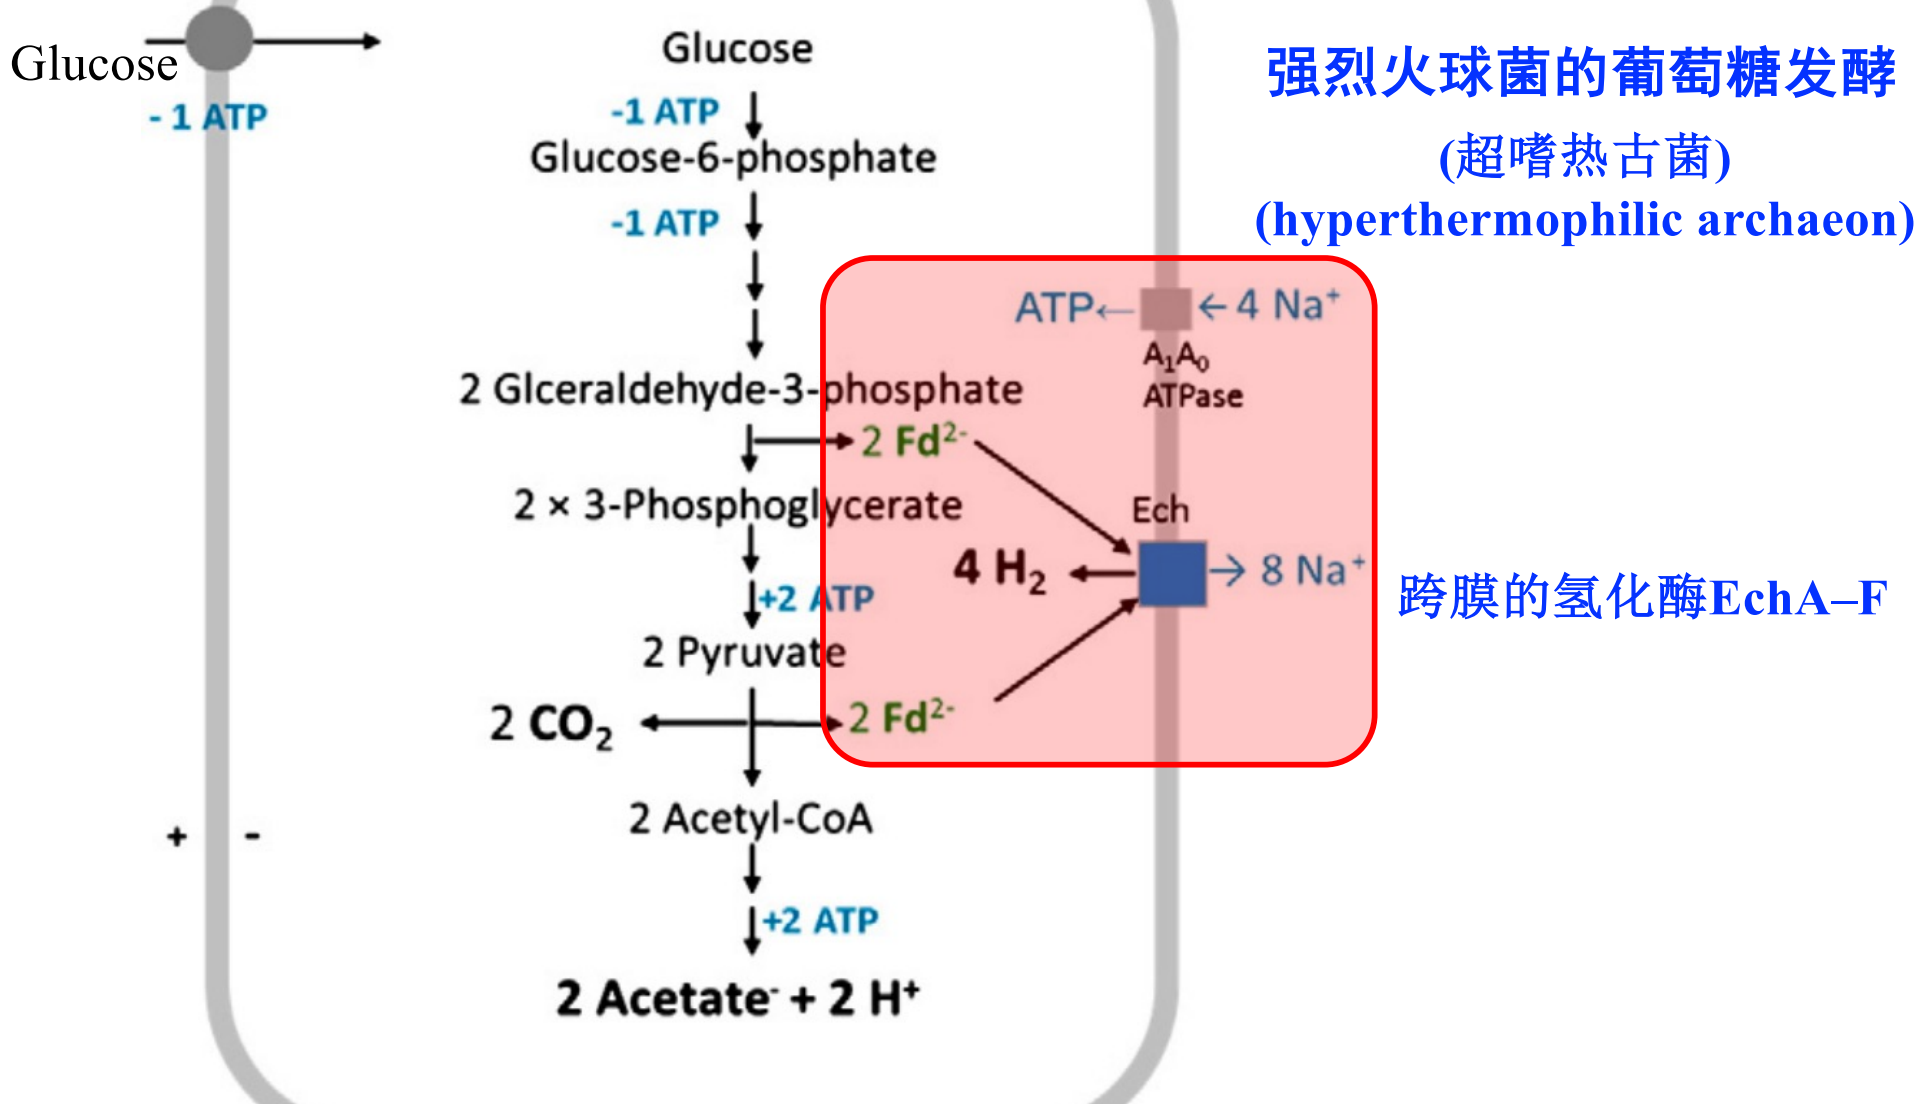 Glucose
- 1 ATP
Glucose
-1 ATP
Glucose-6-phosphate
-1 ATP
2 Glceraldehyde-3-phosphate
2 Fd²⁻
2 × 3-Phosphoglycerate
+2 ATP
2 Pyruvate
2 CO₂
2 Fd²⁻
2 Acetyl-CoA
+2 ATP
2 Acetate⁻ + 2 H⁺
+ -
ATP← ← 4 Na⁺
A₁A₀
ATPase
Ech
4 H₂
→ 8 Na⁺
强烈火球菌的葡萄糖发酵
(超嗜热古菌)
(hyperthermophilic archaeon)
跨膜的氢化酶EchA–F